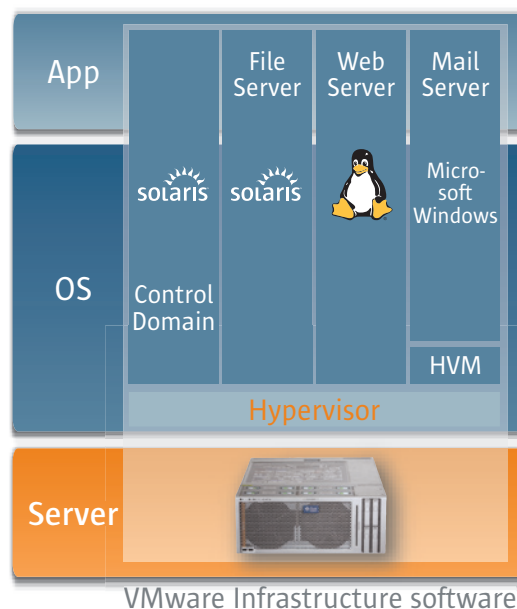 App
File
Server
Web
Server
Mail
Server
solaris
solaris
Micro-
soft
Windows
OS
Control
Domain
HVM
Hypervisor
Server
VMware Infrastructure software